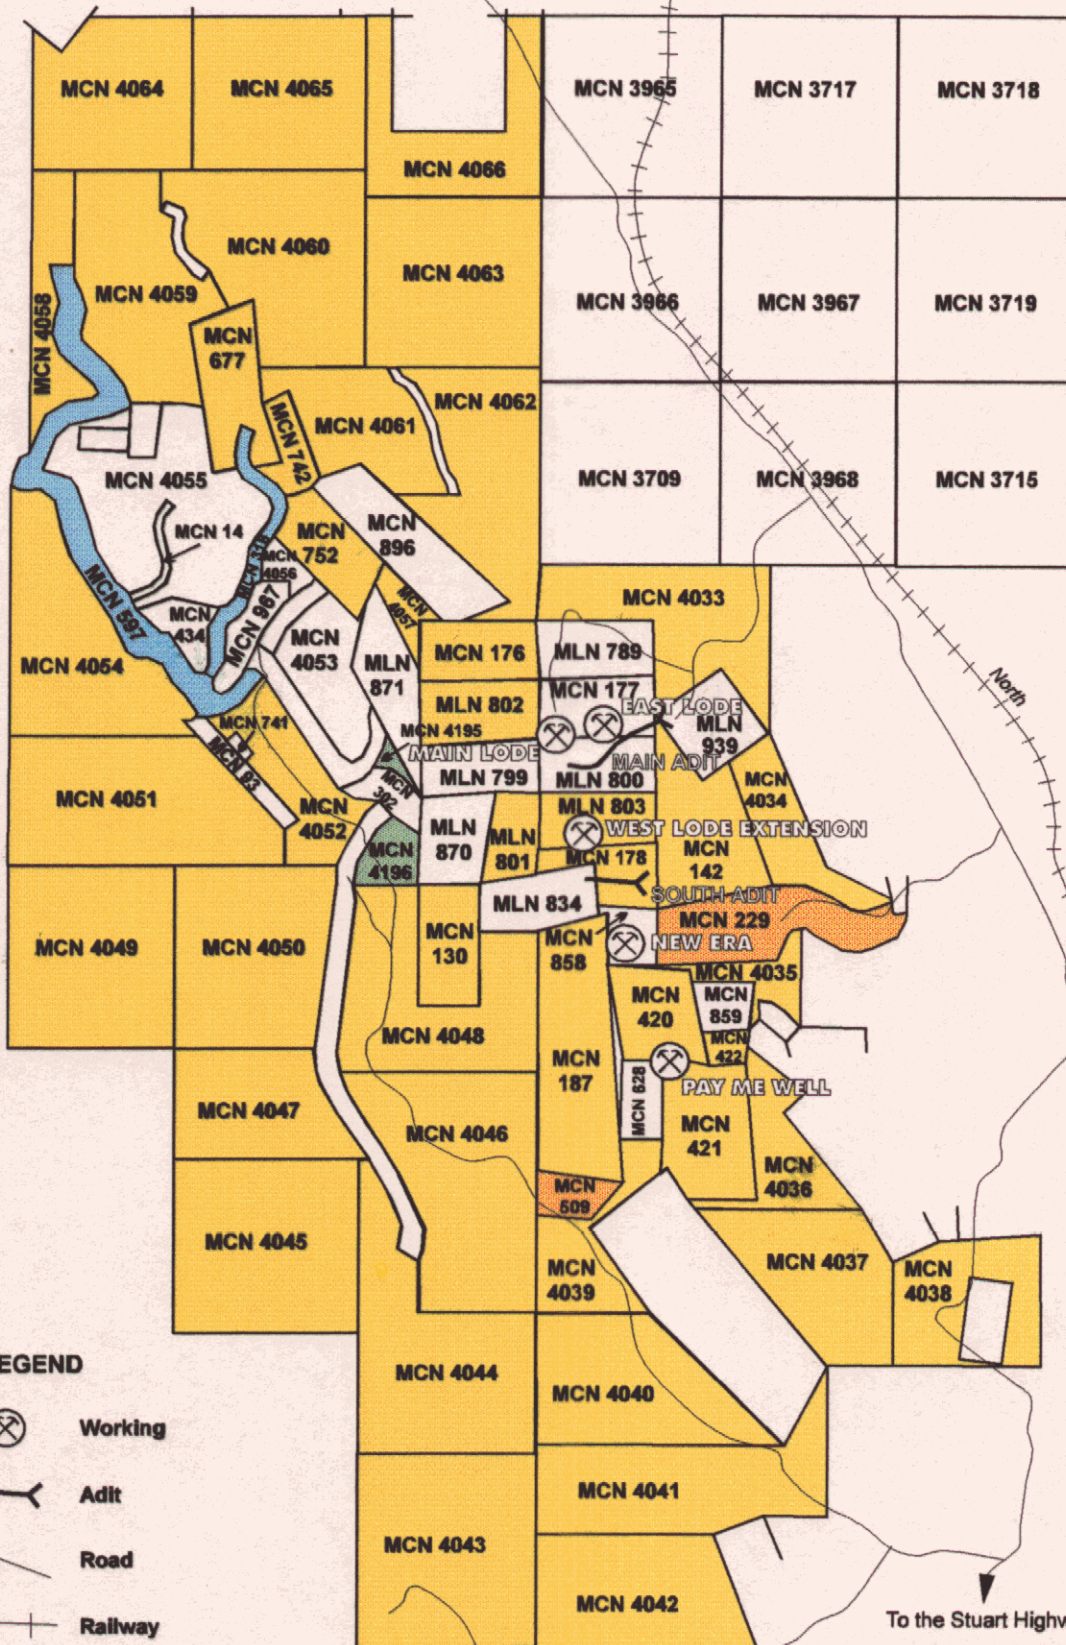 MCN 4064
MCN 4065
MCN 3965
MCN 3717
MCN 3718
MCN 4066
MCN 4060
MCN 4063
MCN 4059
MCN 4058
MCN 3966
MCN 3967
MCN 3719
MCN
677
MCN 4062
MCN 4061
MCN 742
MCN 4055
MCN 3709
MCN 3968
MCN 3715
MCN 14
MCN
896
MCN
752
MCN
4056
MCN 597
MCN 967
MCN
434
MCN
4057
MCN 4033
MCN
4053
MCN 4054
MLN
871
MCN 176
MLN 789
North
MCN 177
MLN 802
EAST LODE
MCN 741
MCN 4195
MLN
939
MAIN LODE
MAIN ADIT
MCN 93
MLN 799
MLN 800
MCN
302
MCN
4034
MCN 4051
MCN
4052
MLN 803
MLN
870
MLN
801
WEST LODE EXTENSION
MCN
4196
MCN 178
MCN
142
MLN 834
SOUTH ADIT
MCN 229
MCN 4049
MCN 4050
MCN
130
MCN
858
NEW ERA
MCN 4035
MCN
420
MCN
859
MCN 4048
MCN
422
MCN
187
PAY ME WELL
MCN 628
MCN 4047
MCN 4046
MCN
421
MCN
4036
MCN
509
MCN 4045
MCN
4039
MCN 4037
MCN
4038
EGEND
MCN 4044
MCN 4040
Working
Adit
MCN 4041
MCN 4043
Road
MCN 4042
Railway
To the Stuart Highw